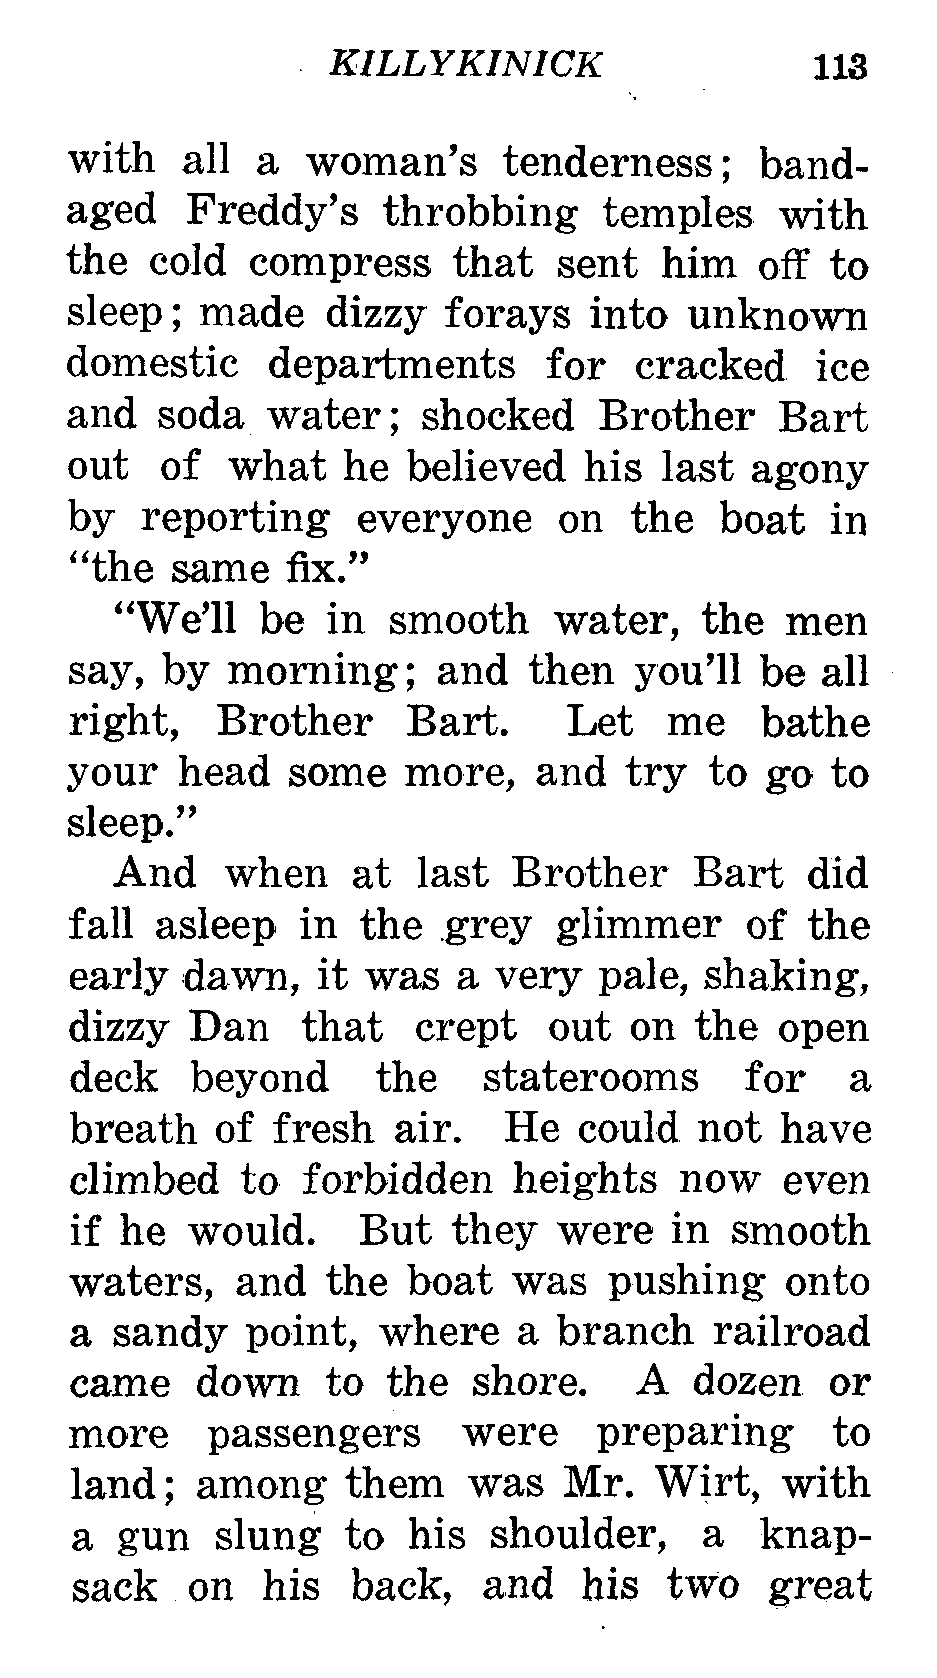 KILLYKINICK 113
with all a woman's tenderness; band-
aged Freddy's throbbing temples with
the cold compress that sent him off to
sleep; made dizzy forays into unknown
domestic departments for cracked ice
and soda water; shocked Brother Bart
out of what he believed his last agony
by reporting everyone on the boat in
"the same fix."
"We'll be in smooth water, the men
say, by morning; and then you'll be all
right, Brother Bart. Let me bathe
your head some more, and try to go to
sleep."
And when at last Brother Bart did
fall asleep in the grey glimmer of the
early dawn, it was a very pale, shaking,
dizzy Dan that crept out on the open
deck beyond the staterooms for a
breath of fresh air. He could not have
climbed to forbidden heights now even
if he would. But they were in smooth
waters, and the boat was pushing onto
a sandy point, where a branch railroad
came down to the shore. A dozen or
more passengers were preparing to
land; among them was Mr. Wirt, with
a gun slung to his shoulder, a knap-
sack on his back, and his two great